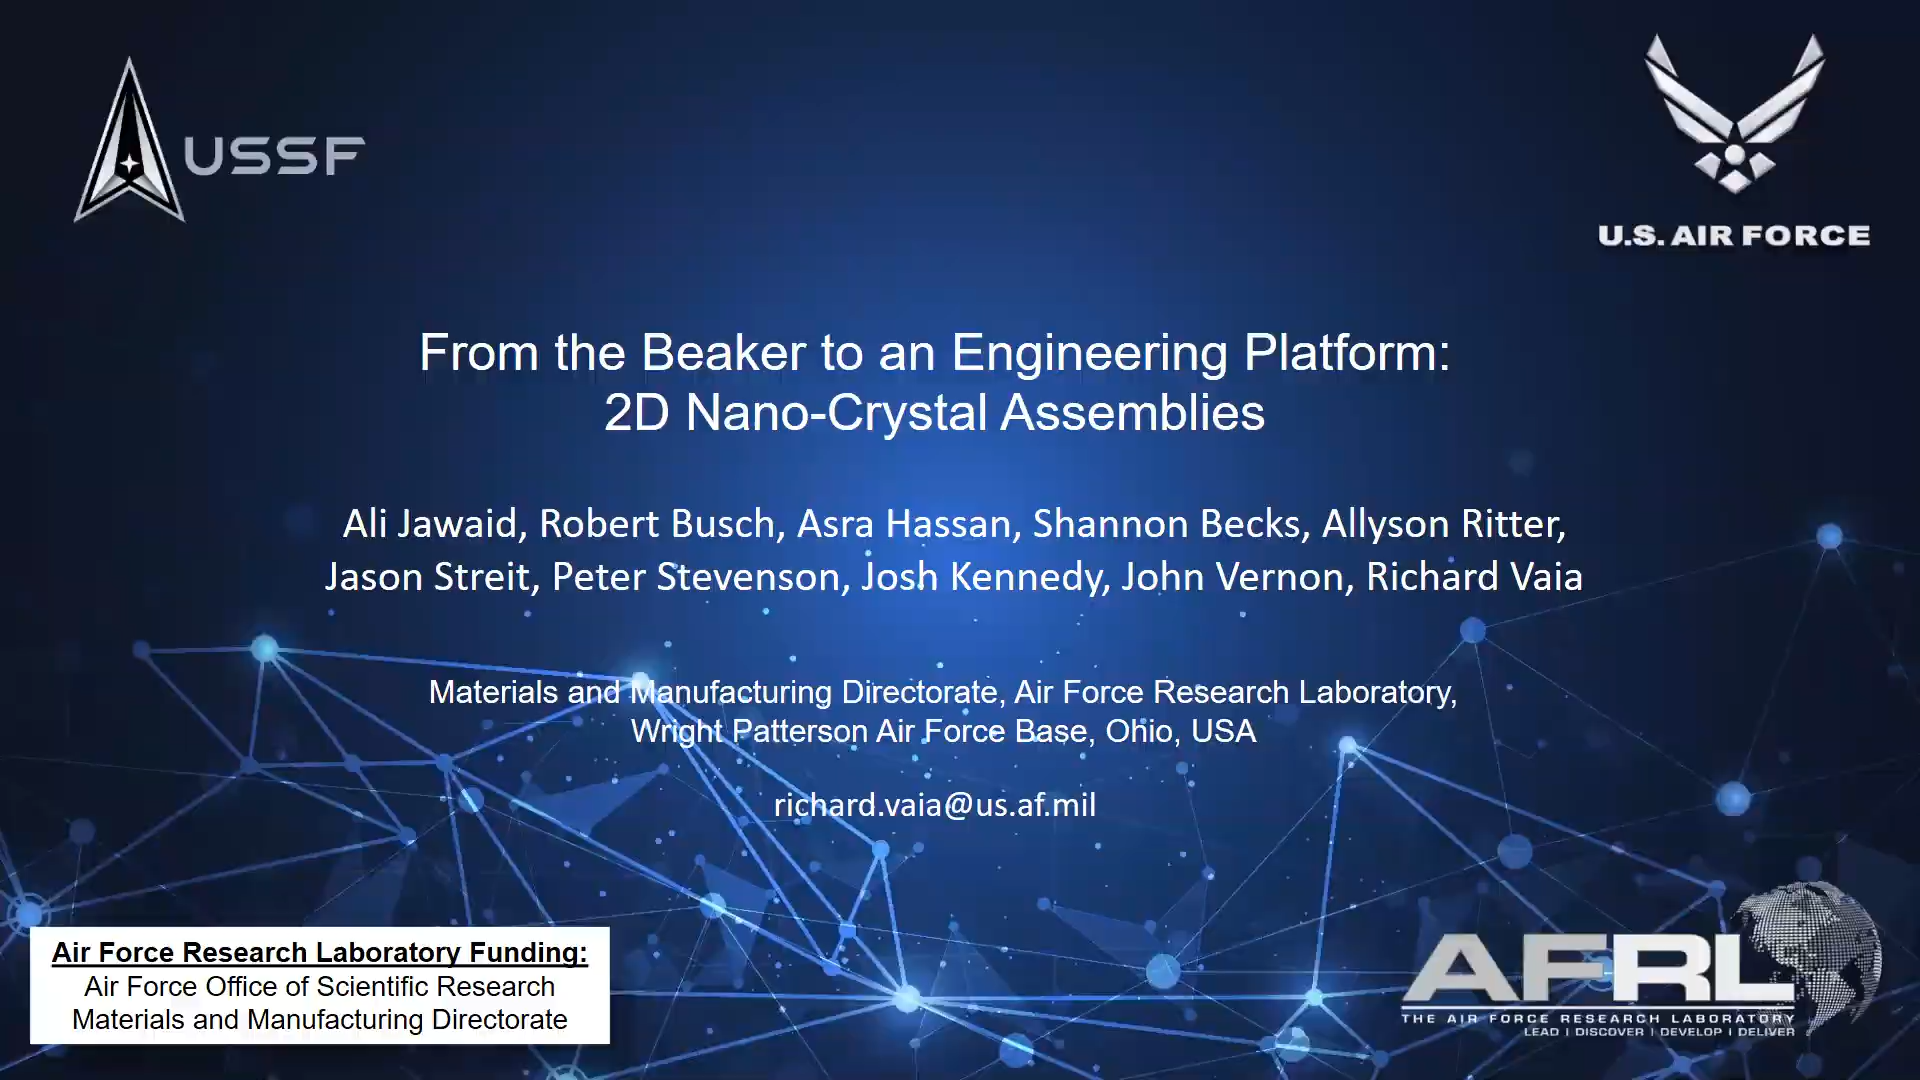 USSF
U.S. AIR FORCE
From the Beaker to an Engineering Platform:
2D Nano-Crystal Assemblies
Ali Jawaid, Robert Busch, Asra Hassan, Shannon Becks, Allyson Ritter,
Jason Streit, Peter Stevenson, Josh Kennedy, John Vernon, Richard Vaia
Materials and Manufacturing Directorate, Air Force Research Laboratory,
Wright Patterson Air Force Base, Ohio, USA
richard.vaia@us.af.mil
Air Force Research Laboratory Funding:
Air Force Office of Scientific Research
Materials and Manufacturing Directorate
AFRL
THE AIR FORCE RESEARCH LABORATORY
LEAD | DISCOVER | DEVELOP | DELIVER